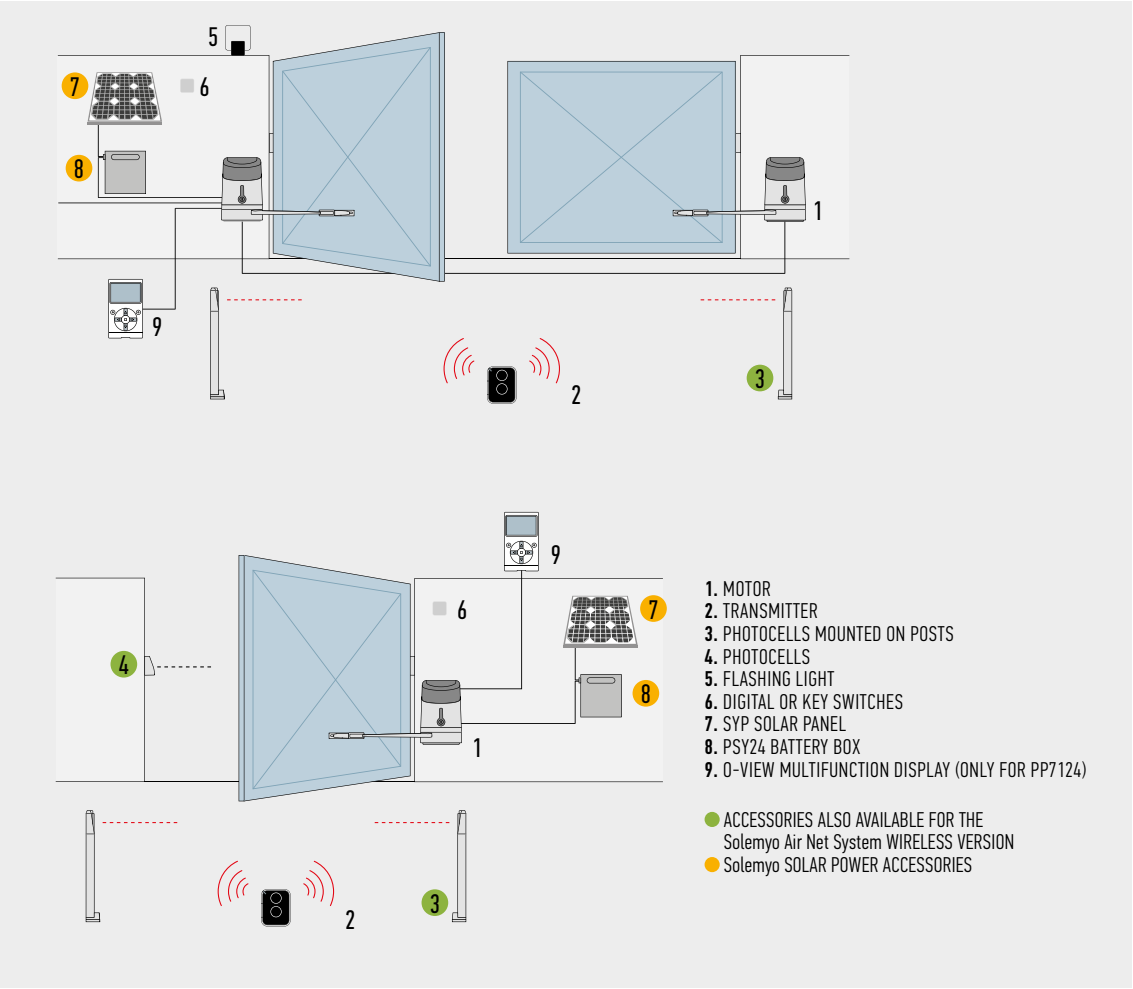 5
7
6
8
1
9
3
2
9
6
7
4
8
1
3
2
1. MOTOR
2. TRANSMITTER
3. PHOTOCELLS MOUNTED ON POSTS
4. PHOTOCELLS
5. FLASHING LIGHT
6. DIGITAL OR KEY SWITCHES
7. SYP SOLAR PANEL
8. PSY24 BATTERY BOX
9. O-VIEW MULTIFUNCTION DISPLAY (ONLY FOR PP7124)
ACCESSORIES ALSO AVAILABLE FOR THE
Solemyo Air Net System WIRELESS VERSION
Solemyo SOLAR POWER ACCESSORIES